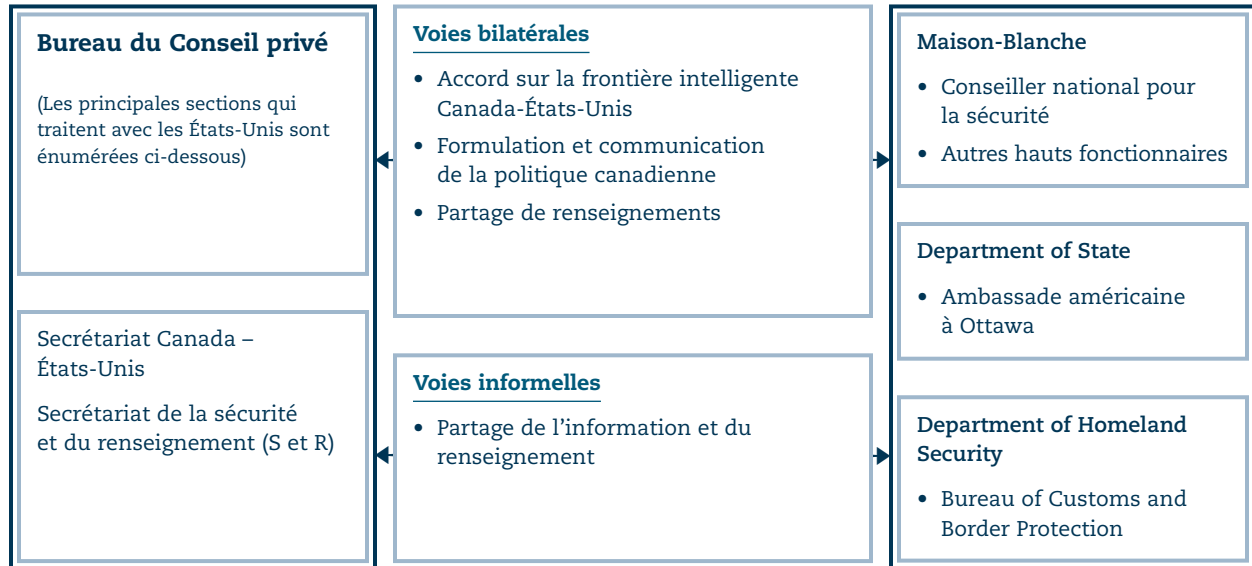 Bureau du Conseil privé
(Les principales sections qui
traitent avec les États-Unis sont
énumérées ci-dessous)
Secrétariat Canada –
États-Unis
Secrétariat de la sécurité
et du renseignement (S et R)
Voies bilatérales
• Accord sur la frontière intelligente
Canada-États-Unis
• Formulation et communication
de la politique canadienne
• Partage de renseignements
Voies informelles
• Partage de l'information et du
renseignement
Maison-Blanche
• Conseiller national pour
la sécurité
• Autres hauts fonctionnaires
Department of State
• Ambassade américaine
à Ottawa
Department of Homeland
Security
• Bureau of Customs and
Border Protection